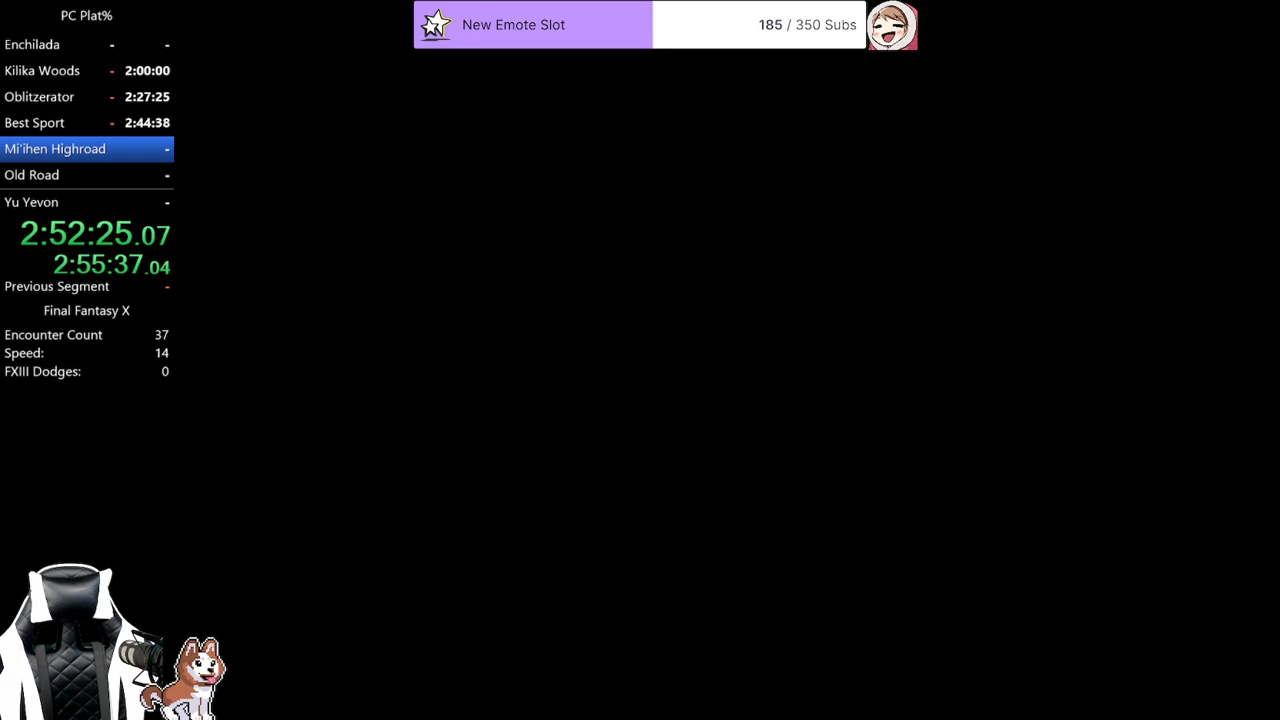 PC Plat%
New Emote Slot 185 / 350 Subs
Enchilada - -
Kilika Woods - 2:00:00
Oblitzerator - 2:27:25
Best Sport - 2:44:38
Mi'ihen Highroad -
Old Road -
Yu Yevon -
2:52:25.07
2:55:37.04
Previous Segment -
Final Fantasy X
Encounter Count 37
Speed: 14
FXIII Dodges: 0